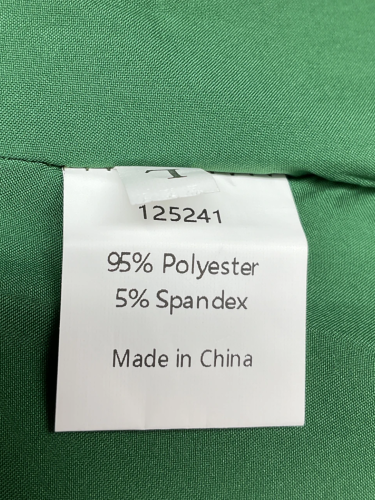 125241
95% Polyester
5% Spandex
Made in China